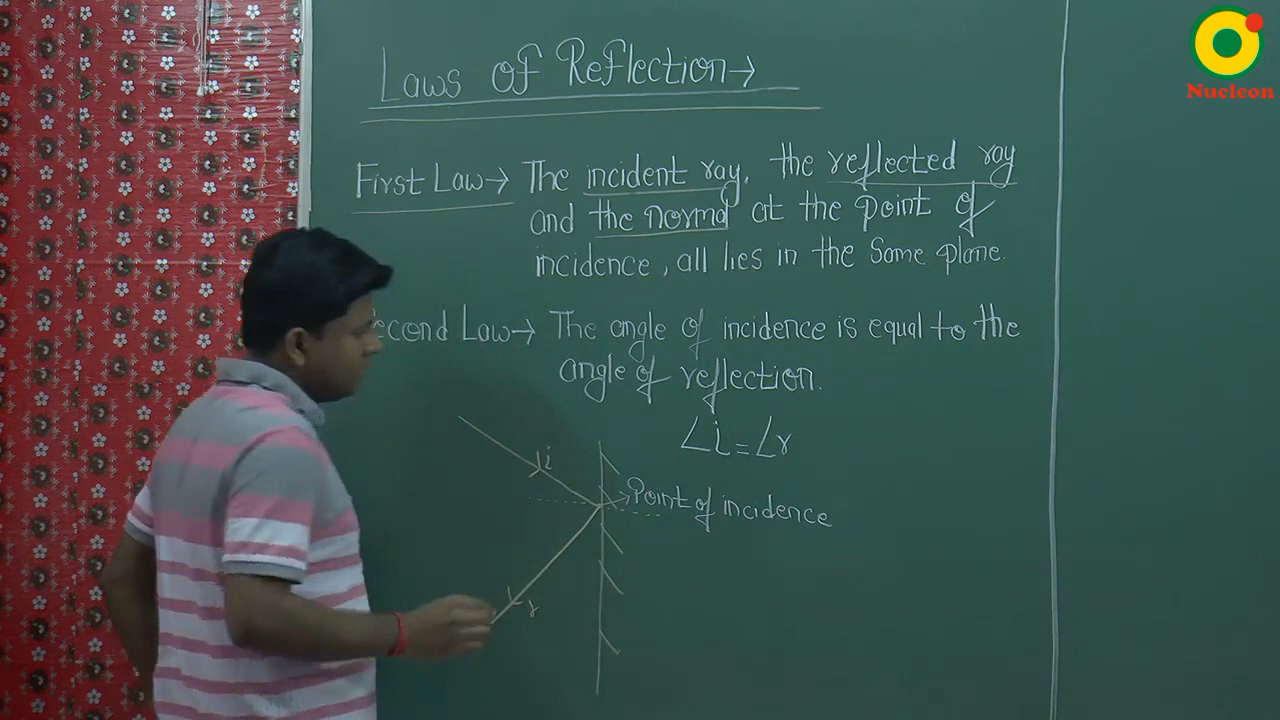 Nucleon
Laws of Reflection→
First Law→ The incident ray, the reflected ray
and the normal at the point of
incidence, all lies in the same plane.
econd Law→ The angle of incidence is equal to the
angle of reflection.
∠i=∠r
i
Point of incidence
r